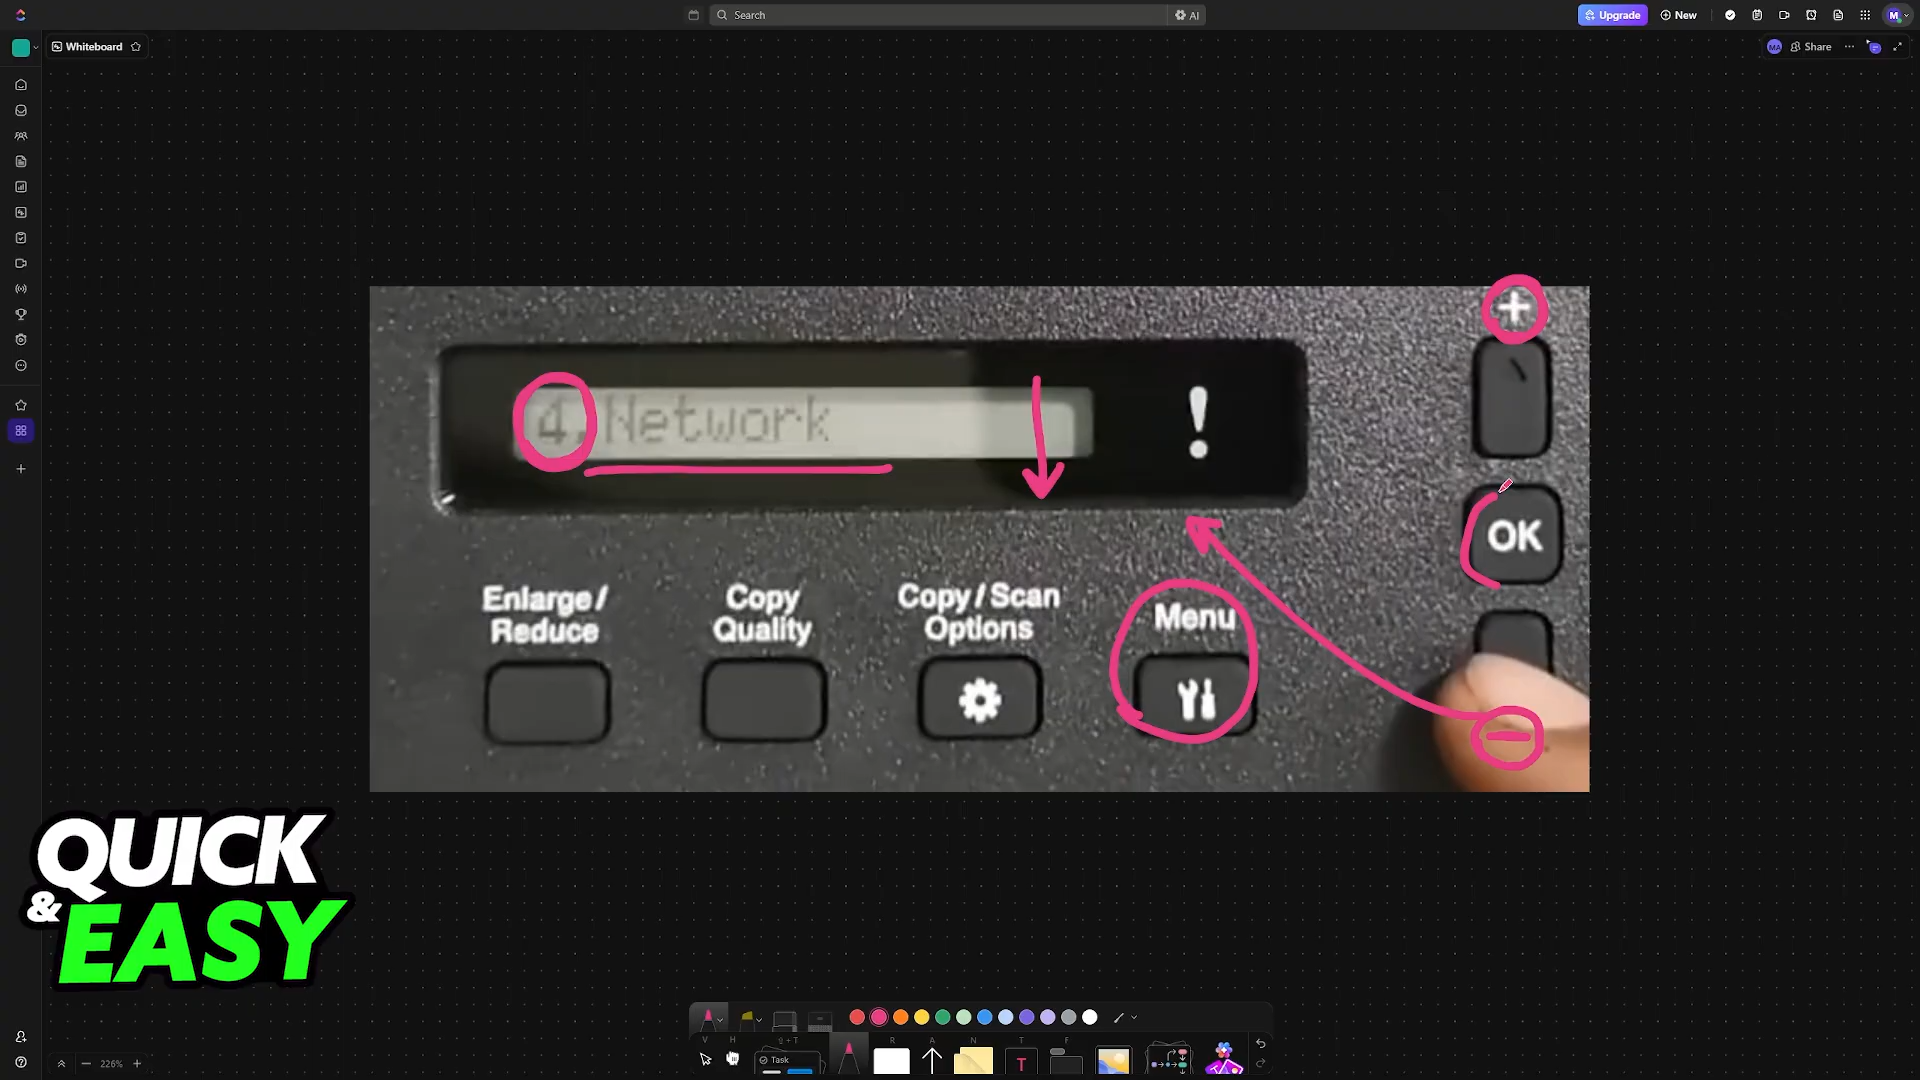 Search
AI
Upgrade
New
M
Whiteboard
MA
Share
+
4.Network
!
OK
Enlarge/
Reduce
Copy
Quality
Copy/Scan
Options
Menu
QUICK
&
EASY
V
H
⇧ + T
R
A
N
T
F
Task
T
226%